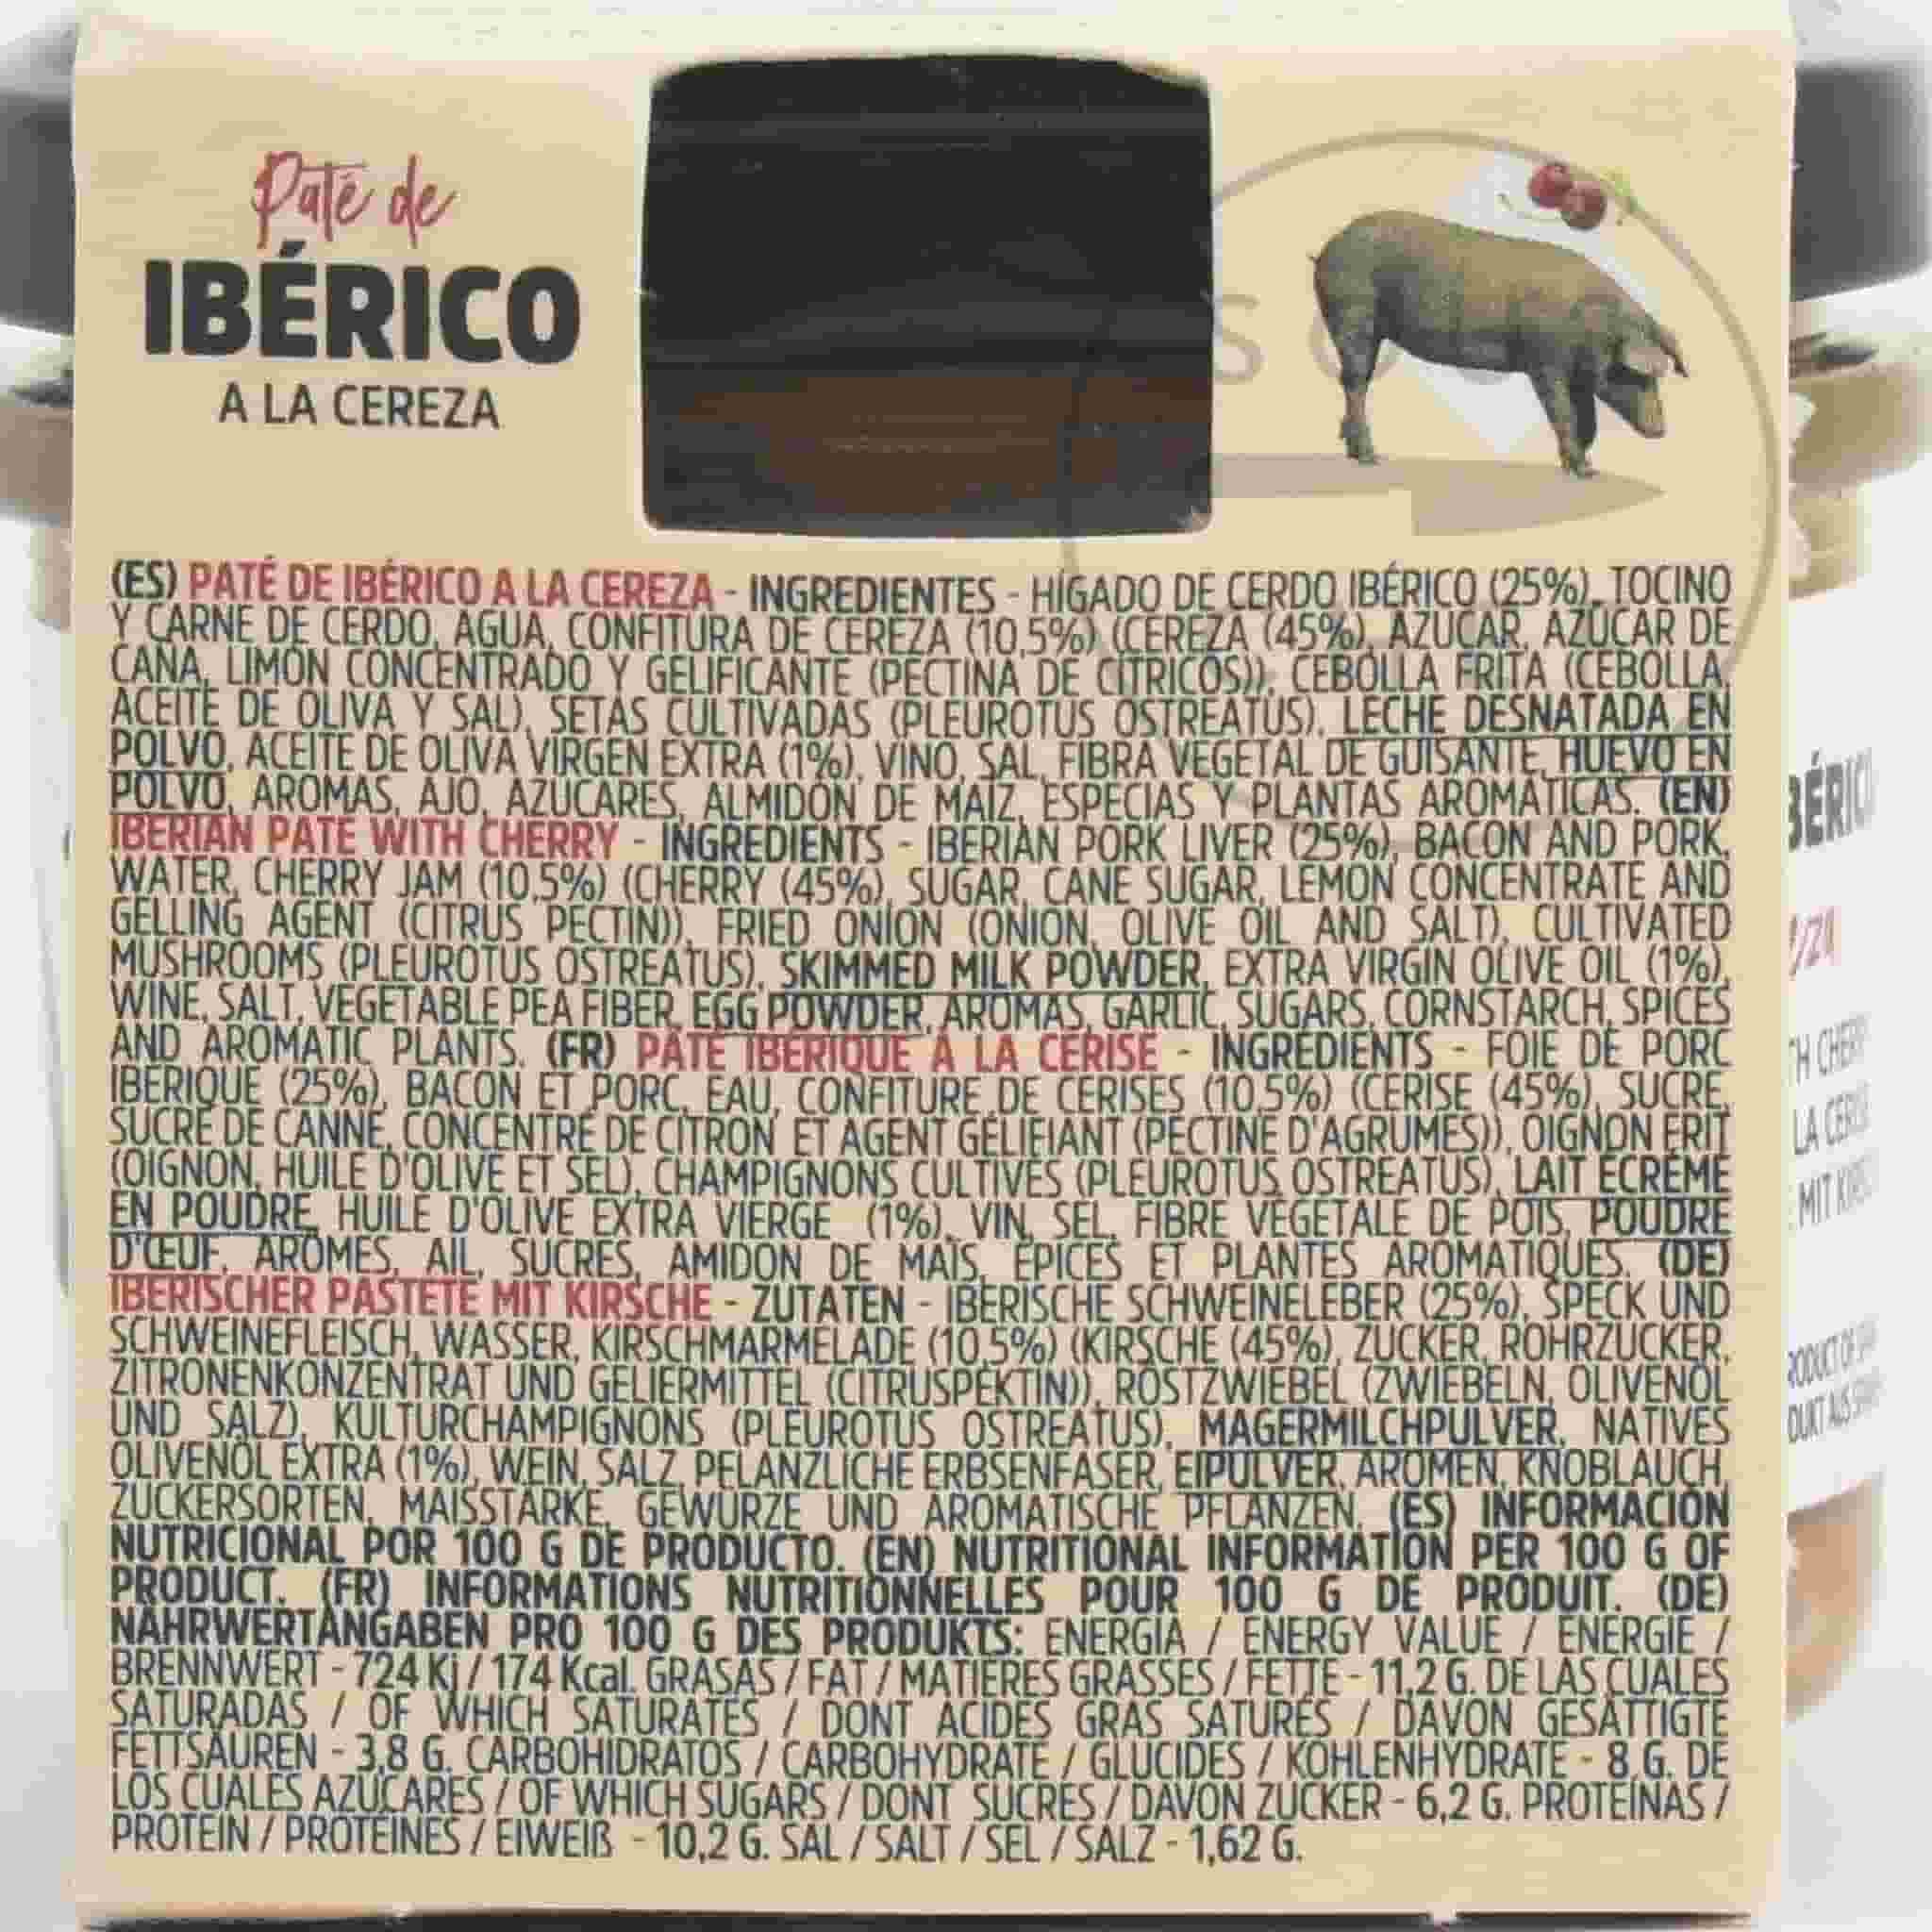 Paté de
IBÉRICO
A LA CEREZA
(ES) PATÉ DE IBÉRICO A LA CEREZA - INGREDIENTES - HÍGADO DE CERDO IBÉRICO (25%), TOCINO
Y CARNE DE CERDO, AGUA, CONFITURA DE CEREZA (10,5%) (CEREZA (45%), AZÚCAR, AZÚCAR DE
CAÑA, LIMÓN CONCENTRADO Y GELIFICANTE (PECTINA DE CÍTRICOS)), CEBOLLA FRITA (CEBOLLA,
ACEITE DE OLIVA Y SAL), SETAS CULTIVADAS (PLEUROTUS OSTREATUS), LECHE DESNATADA EN
POLVO, ACEITE DE OLIVA VIRGEN EXTRA (1%), VINO, SAL, FIBRA VEGETAL DE GUISANTE, HUEVO EN
POLVO, AROMAS, AJO, AZÚCARES, ALMIDÓN DE MAÍZ, ESPECIAS Y PLANTAS AROMÁTICAS. (EN)
IBERIAN PATE WITH CHERRY - INGREDIENTS - IBERIAN PORK LIVER (25%), BACON AND PORK,
WATER, CHERRY JAM (10,5%) (CHERRY (45%), SUGAR, CANE SUGAR, LEMON CONCENTRATE AND
GELLING AGENT (CITRUS PECTIN)), FRIED ONION (ONION, OLIVE OIL AND SALT), CULTIVATED
MUSHROOMS (PLEUROTUS OSTREATUS), SKIMMED MILK POWDER, EXTRA VIRGIN OLIVE OIL (1%),
WINE, SALT, VEGETABLE PEA FIBER, EGG POWDER, AROMAS, GARLIC, SUGARS, CORNSTARCH, SPICES
AND AROMATIC PLANTS. (FR) PÂTÉ IBÉRIQUE À LA CERISE - INGRÉDIENTS - FOIE DE PORC
IBÉRIQUE (25%), BACON ET PORC, EAU, CONFITURE DE CERISES (10,5%) (CERISE (45%), SUCRE,
SUCRE DE CANNE, CONCENTRÉ DE CITRON ET AGENT GÉLIFIANT (PECTINE D'AGRUMES)), OIGNON FRIT
(OIGNON, HUILE D'OLIVE ET SEL), CHAMPIGNONS CULTIVÉS (PLEUROTUS OSTREATUS), LAIT ÉCRÉMÉ
EN POUDRE, HUILE D'OLIVE EXTRA VIERGE (1%), VIN, SEL, FIBRE VÉGÉTALE DE POIS, POUDRE
D'ŒUF, ARÔMES, AIL, SUCRES, AMIDON DE MAÏS, ÉPICES ET PLANTES AROMATIQUES. (DE)
IBERISCHER PASTETE MIT KIRSCHE - ZUTATEN - IBERISCHE SCHWEINELEBER (25%), SPECK UND
SCHWEINEFLEISCH, WASSER, KIRSCHMARMELADE (10,5%) (KIRSCHE (45%), ZUCKER, ROHRZUCKER,
ZITRONENKONZENTRAT UND GELIERMITTEL (CITRUSPEKTIN)), RÖSTZWIEBEL (ZWIEBELN, OLIVENÖL
UND SALZ), KULTURCHAMPIGNONS (PLEUROTUS OSTREATUS), MAGERMILCHPULVER, NATIVES
OLIVENÖL EXTRA (1%), WEIN, SALZ, PFLANZLICHE ERBSENFASER, EIPULVER, AROMEN, KNOBLAUCH,
ZUCKERSORTEN, MAISSTÄRKE, GEWÜRZE UND AROMATISCHE PFLANZEN. (ES) INFORMACIÓN
NUTRICIONAL POR 100 G DE PRODUCTO. (EN) NUTRITIONAL INFORMATION PER 100 G OF
PRODUCT. (FR) INFORMATIONS NUTRITIONNELLES POUR 100 G DE PRODUIT. (DE)
NÄHRWERTANGABEN PRO 100 G DES PRODUKTS: ENERGÍA / ENERGY VALUE / ÉNERGIE /
BRENNWERT - 724 Kj / 174 Kcal. GRASAS / FAT / MATIÈRES GRASSES / FETTE - 11,2 G. DE LAS CUALES
SATURADAS / OF WHICH SATURATES / DONT ACIDES GRAS SATURÉS / DAVON GESÄTTIGTE
FETTSÄUREN - 3,8 G. CARBOHIDRATOS / CARBOHYDRATE / GLUCIDES / KOHLENHYDRATE - 8 G. DE
LOS CUALES AZÚCARES / OF WHICH SUGARS / DONT SUCRES / DAVON ZUCKER - 6,2 G. PROTEÍNAS /
PROTEIN / PROTÉINES / EIWEIß - 10,2 G. SAL / SALT / SEL / SALZ - 1,62 G.